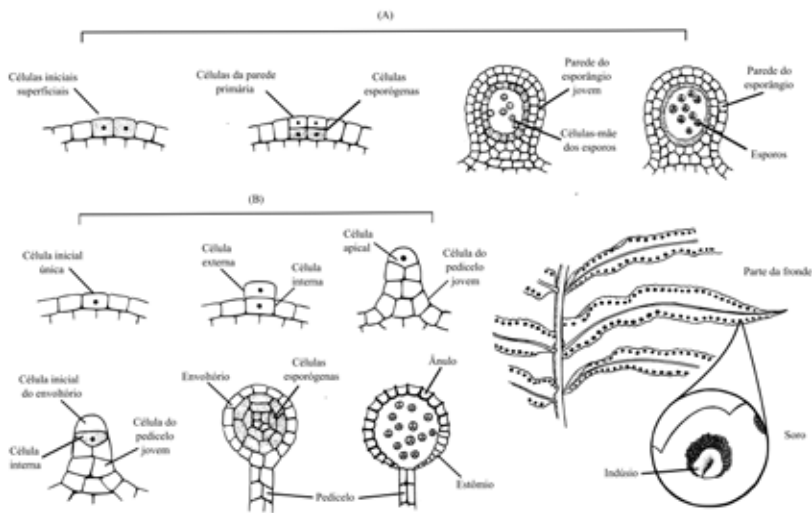 (A)
Células iniciais
superficiais
Células da parede
primária
Células
esporógenas
Parede do
esporângio
jovem
Células-mãe
dos esporos
Parede do
esporângio
Esporos
(B)
Célula inicial
única
Célula
externa
Célula
interna
Célula
apical
Célula do
pedicelo
jovem
Parte da fronde
Célula inicial
do envoltório
Célula
interna
Célula do
pedicelo
jovem
Envoltório
Células
esporógenas
Pedicelo
Ânulo
Estômio
Soro
Indúsio